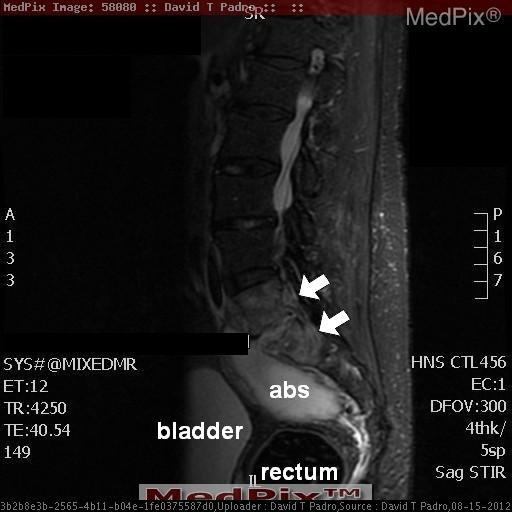 MedPix Image: 58080 :: David T Padro:: :: ::
SR
MedPix®
A
1
3
3
P
1
6
7
SYS#@MIXEDMR
ET:12
TR:4250
TE:40.54
149
HNS CTL456
EC:1
DFOV:300
4thk/
5sp
Sag STIR
abs
bladder
rectum
MedPix™
3b2b8e3b-2565-4b11-b04e-1fe0375587d0,Uploader : David T Padro,Source : David T Padro,08-15-2012